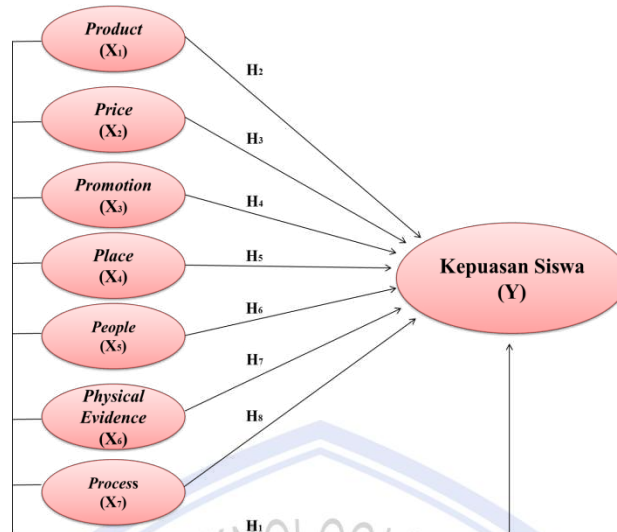 Product
(X₁)
H₂
Price
(X₂)
H₃
Promotion
(X₃)
H₄
Place
(X₄)
H₅
Kepuasan Siswa
(Y)
People
(X₅)
H₆
H₇
Physical
Evidence
(X₆)
H₈
Process
(X₇)
H₁